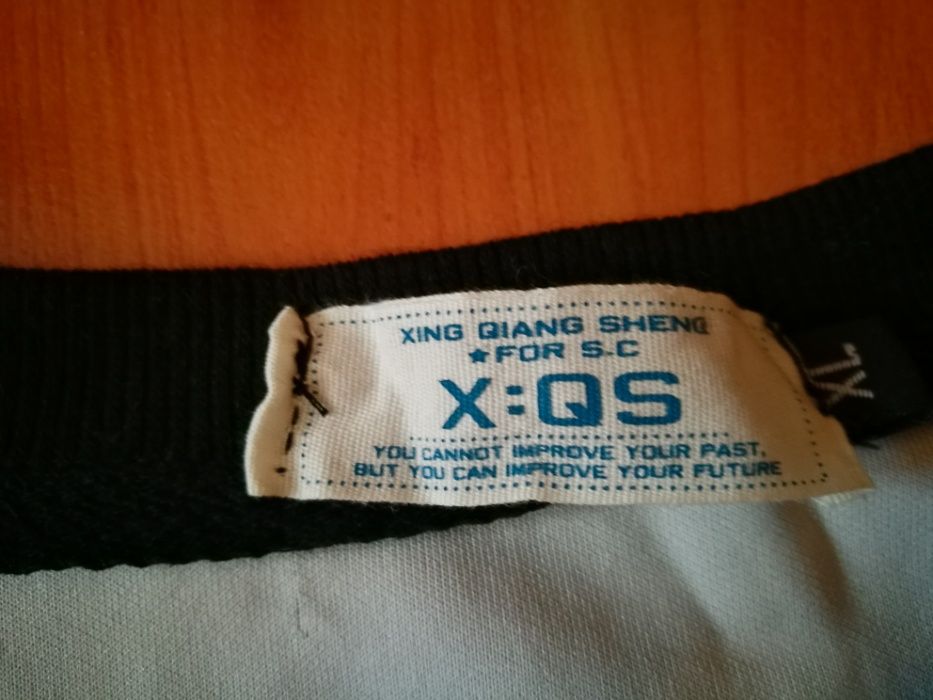 XING QIANG SHENG
★FOR S-C
X:QS
YOU CANNOT IMPROVE YOUR PAST,
BUT YOU CAN IMPROVE YOUR FUTURE
XL